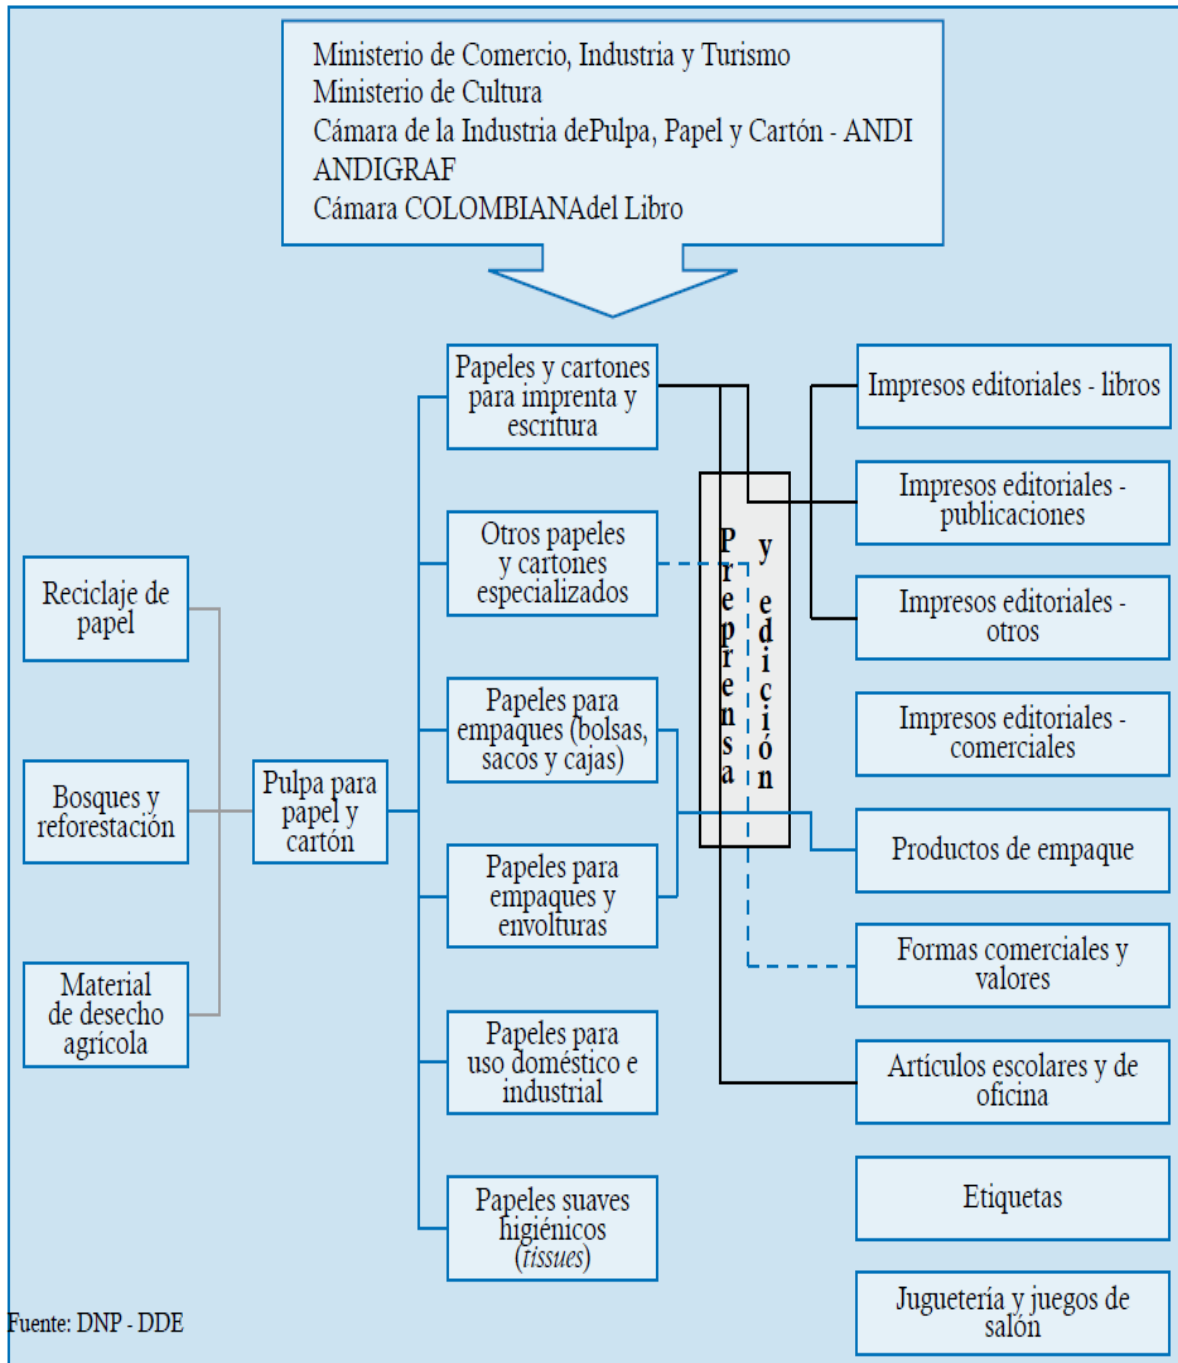 Ministerio de Comercio, Industria y Turismo
Ministerio de Cultura
Cámara de la Industria dePulpa, Papel y Cartón - ANDI
ANDIGRAF
Cámara COLOMBIANAdel Libro
Reciclaje de
papel
Bosques y
reforestación
Material
de desecho
agrícola
Pulpa para
papel y
cartón
Papeles y cartones
para imprenta y
escritura
Otros papeles
y cartones
especializados
Papeles para
empaques (bolsas,
sacos y cajas)
Papeles para
empaques y
envolturas
Papeles para
uso doméstico e
industrial
Papeles suaves
higiénicos
(tissues)
Preprensa
y edición
Impresos editoriales - libros
Impresos editoriales -
publicaciones
Impresos editoriales -
otros
Impresos editoriales -
comerciales
Productos de empaque
Formas comerciales y
valores
Artículos escolares y de
oficina
Etiquetas
Juguetería y juegos de
salón
Fuente: DNP - DDE